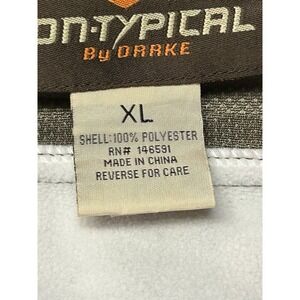 ON-TYPICAL
By DRAKE
XL
SHELL:100% POLYESTER
RN# 146591
MADE IN CHINA
REVERSE FOR CARE